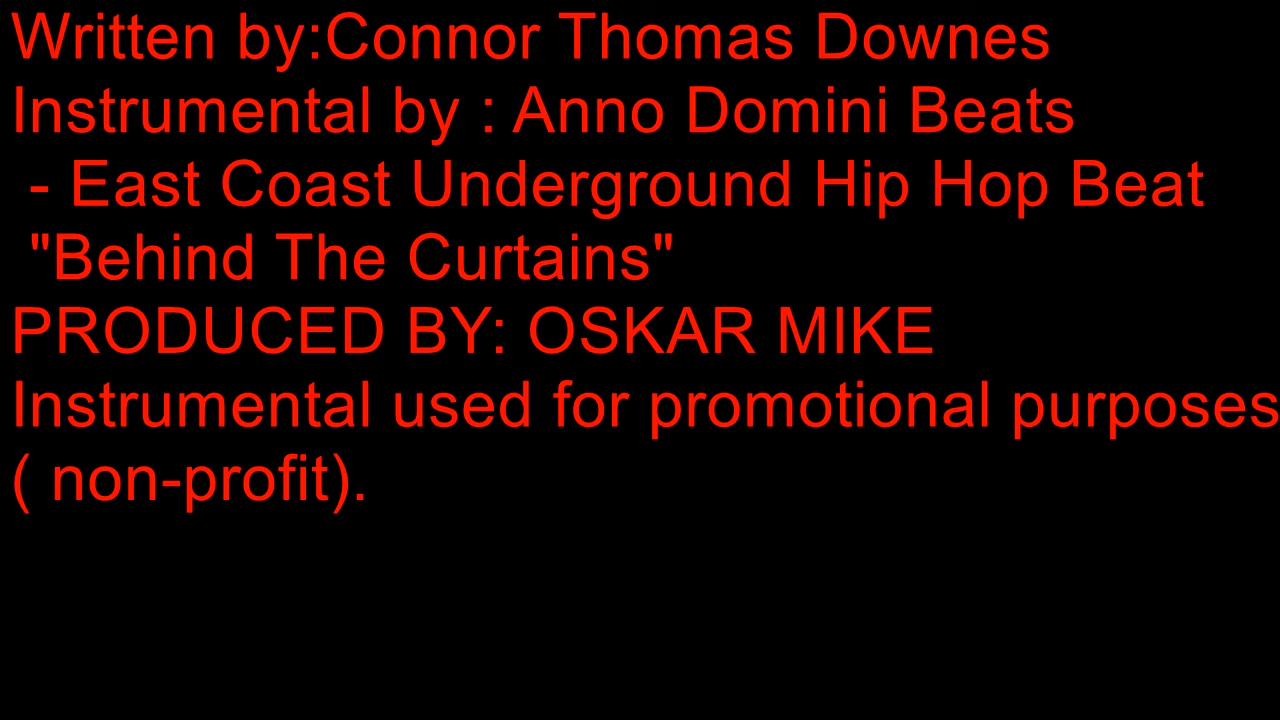 Written by:Connor Thomas Downes
Instrumental by : Anno Domini Beats
- East Coast Underground Hip Hop Beat
"Behind The Curtains"
PRODUCED BY: OSKAR MIKE
Instrumental used for promotional purposes
( non-profit).